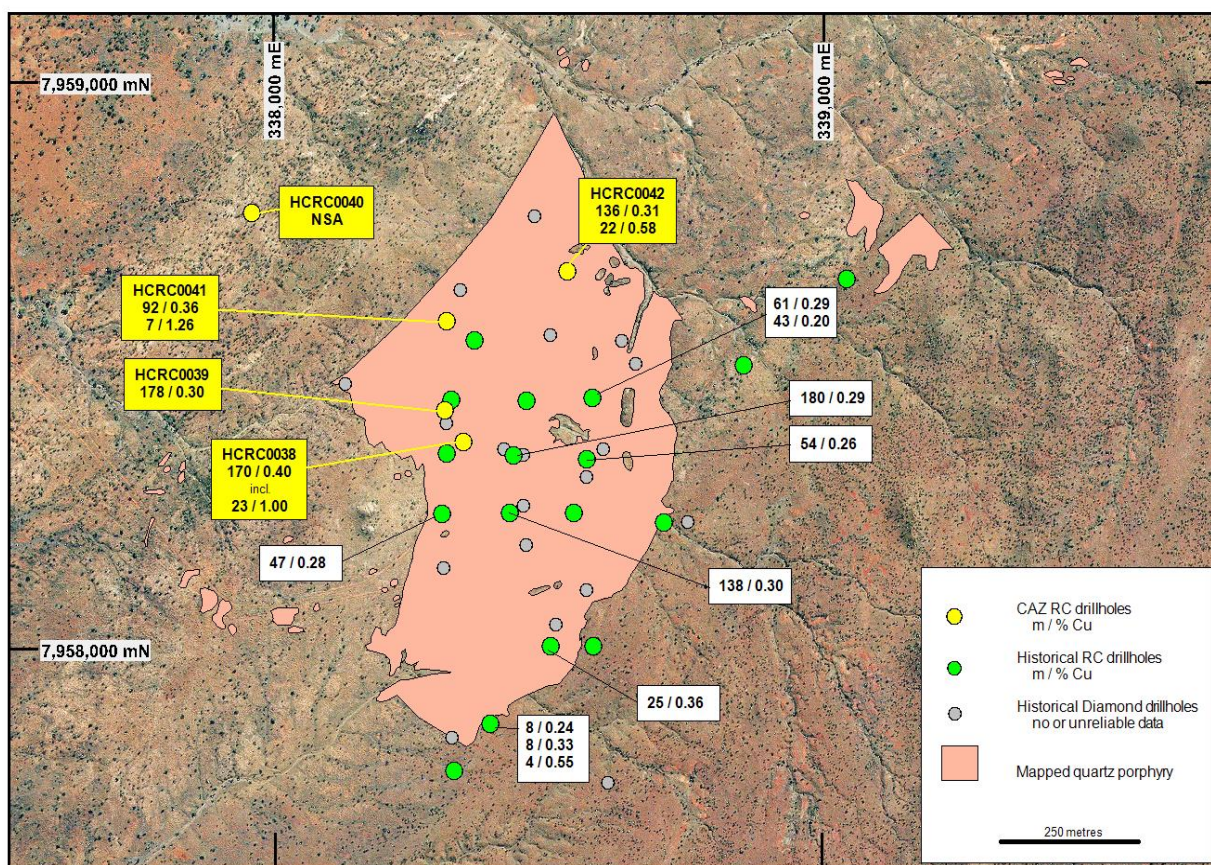 338,000 mE
339,000 mE
7,959,000 mN
HCRC0040
NSA
HCRC0042
136 / 0.31
22 / 0.58
HCRC0041
92 / 0.36
7 / 1.26
61 / 0.29
43 / 0.20
HCRC0039
178 / 0.30
180 / 0.29
54 / 0.26
HCRC0038
170 / 0.40
incl.
23 / 1.00
47 / 0.28
138 / 0.30
7,958,000 mN
25 / 0.36
8 / 0.24
8 / 0.33
4 / 0.55
CAZ RC drillholes
m / % Cu
Historical RC drillholes
m / % Cu
Historical Diamond drillholes
no or unreliable data
Mapped quartz porphyry
250 metres